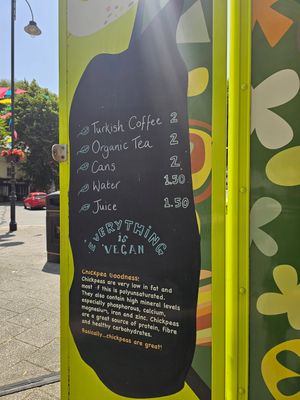 Turkish Coffee 2
Organic Tea 2
Cans 2
Water 1.50
Juice 1.50
EVERYTHING
is
VEGAN
Chickpea Goodness:
Chickpeas are very low in fat and
most f this is polyunsaturated.
They also contain high mineral levels
especially phosphorous, calcium,
magnesium, iron and zinc. Chickpeas
are a great source of protein, fibre
and healthy carbohydrates.
Basically...chickpeas are great!